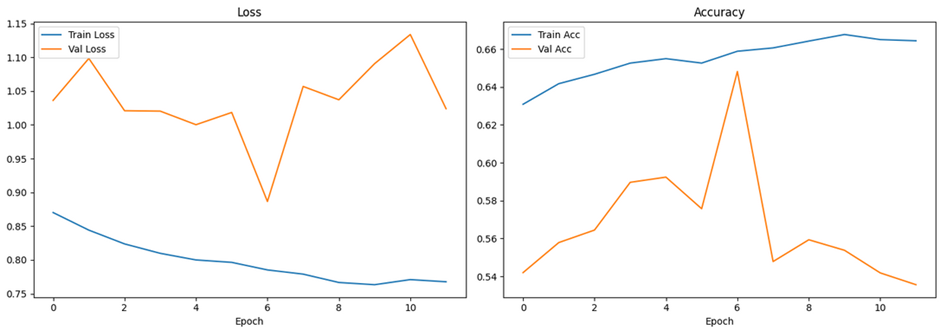 Loss
Train Loss
Val Loss
1.15
1.10
1.05
1.00
0.95
0.90
0.85
0.80
0.75
0 2 4 6 8 10
Epoch
Accuracy
Train Acc
Val Acc
0.66
0.64
0.62
0.60
0.58
0.56
0.54
0 2 4 6 8 10
Epoch